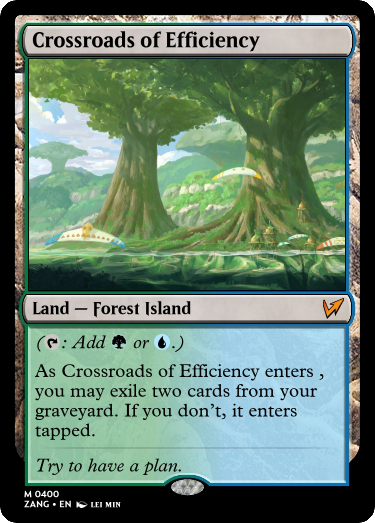 Crossroads of Efficiency
Land — Forest Island
(: Add or .)
As Crossroads of Efficiency enters , you may exile two cards from your
graveyard. If you don't, it enters
tapped.
Try to have a plan.
M 0400
ZANG • EN LEI MIN